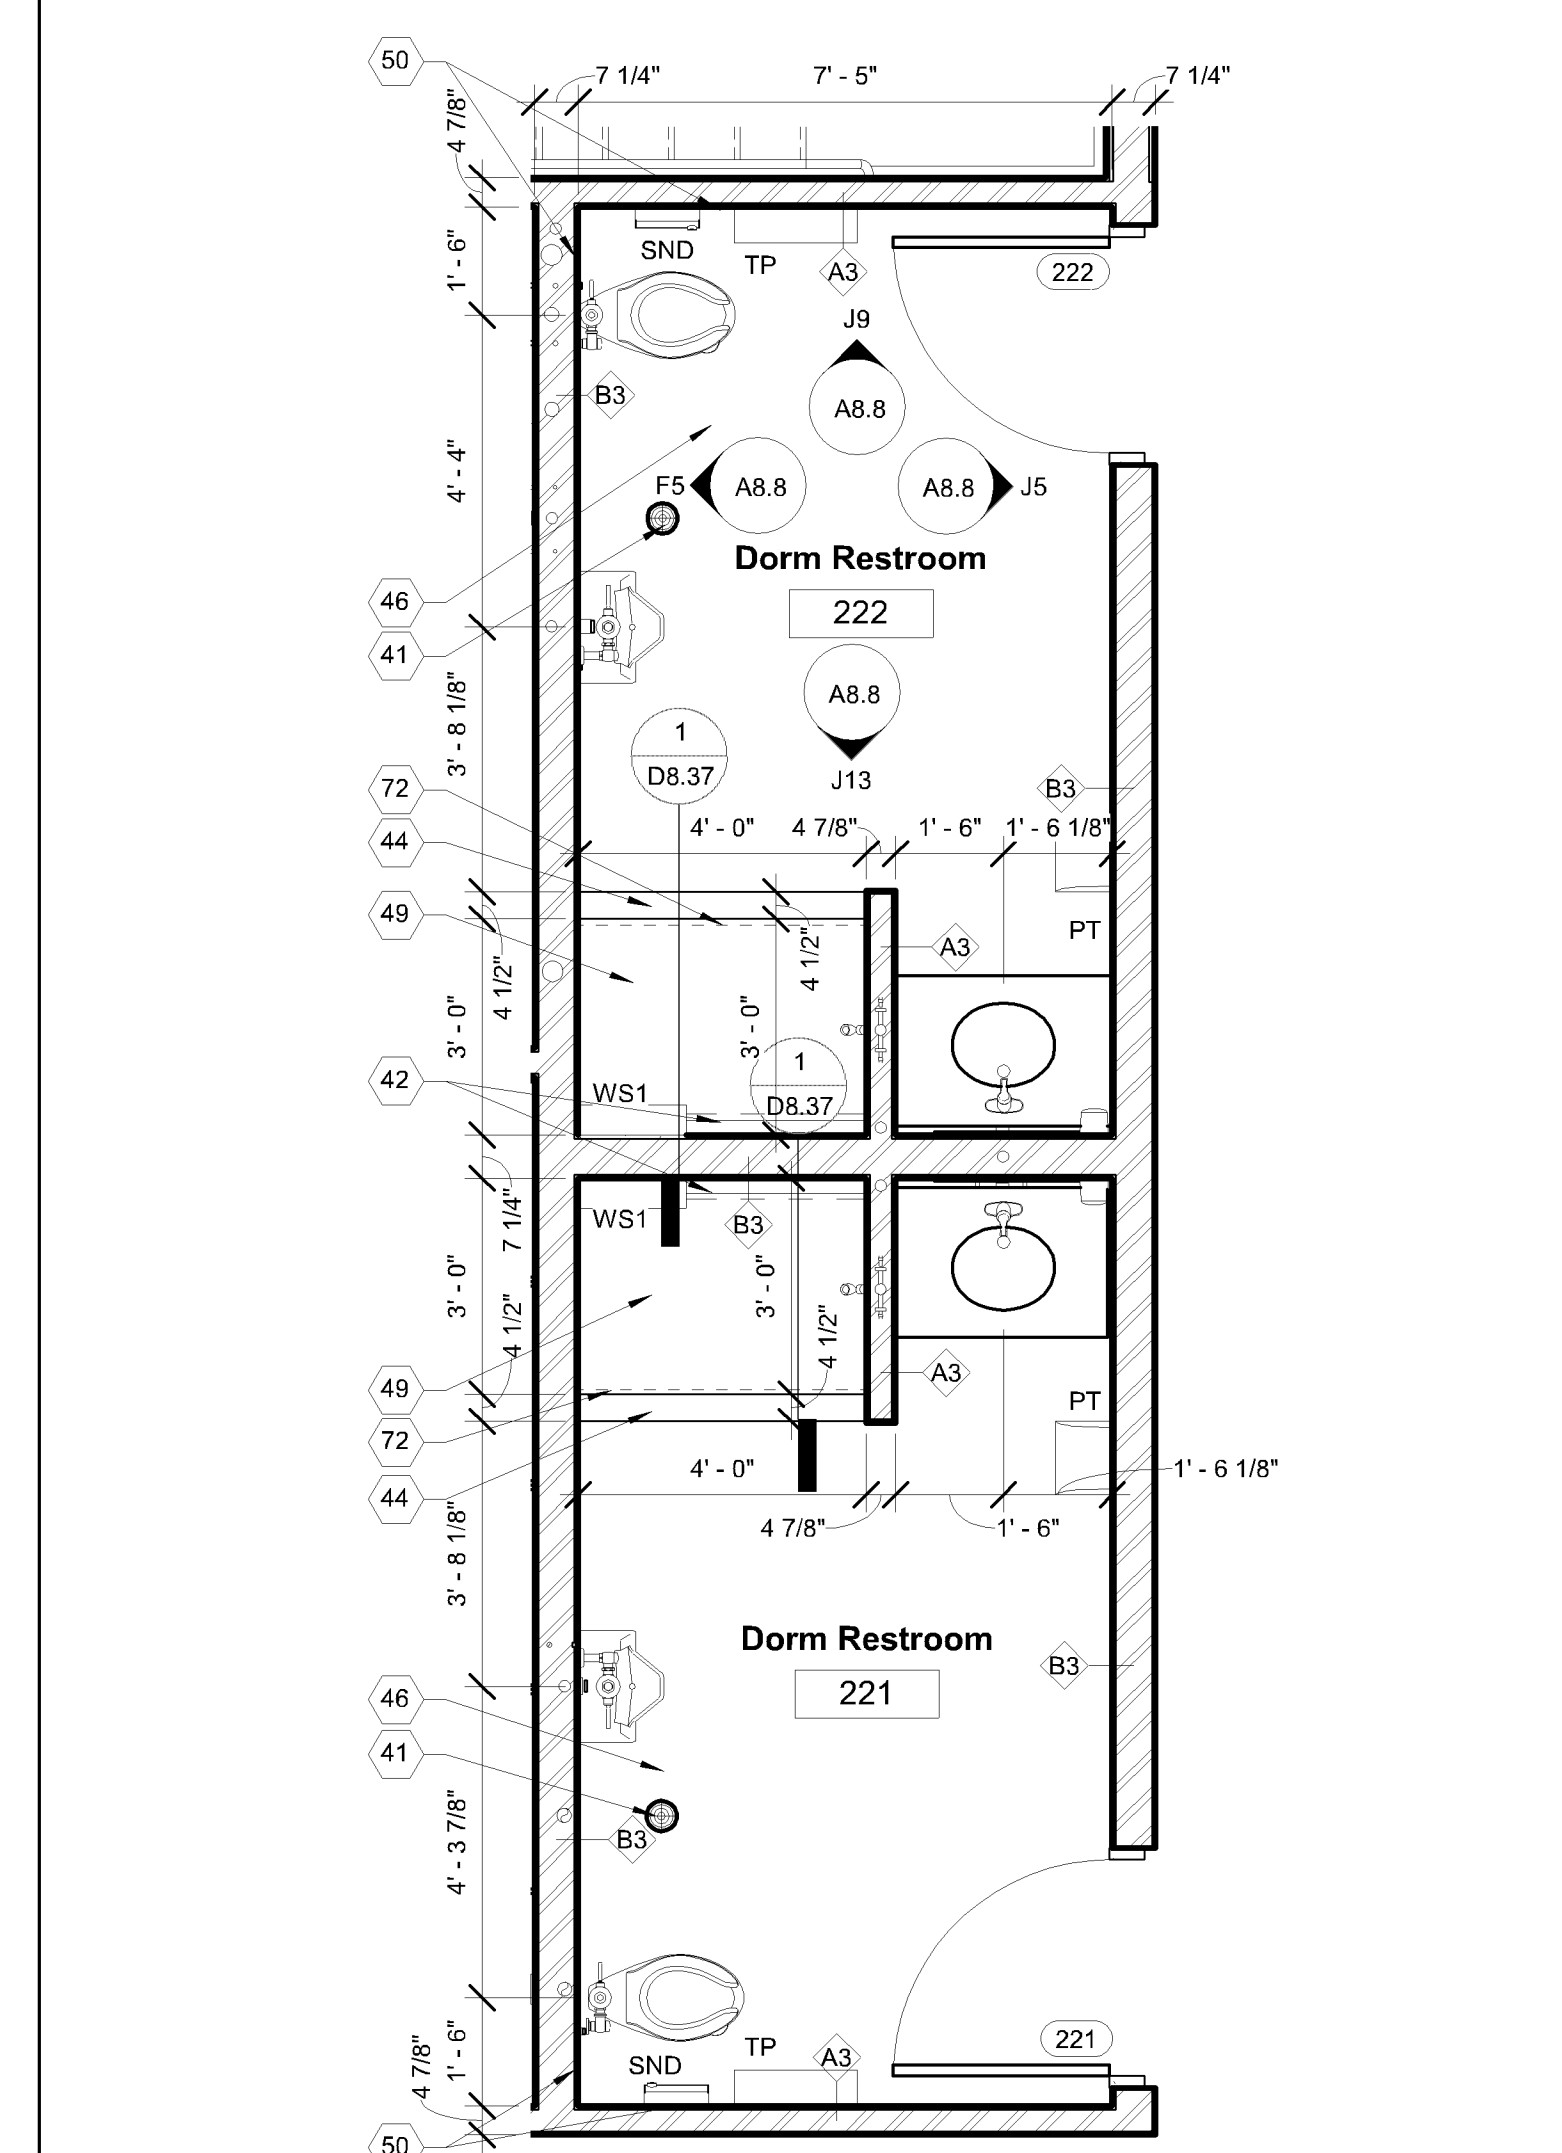 50
7 1/4"
7' - 5"
7 1/4"
4 7/8"
SND
TP
A3
222
1' - 6"
J9
A8.8
B3
4' - 4"
F5
A8.8
A8.8
J5
Dorm Restroom
222
46
41
A8.8
J13
1
D8.37
3' - 8 1/8"
72
B3
44
4' - 0"
4 7/8"
1' - 6"
1' - 6 1/8"
49
PT
A3
4 1/2"
4 1/2"
3' - 0"
3' - 0"
1
D8.37
42
WS1
7 1/4"
WS1
B3
3' - 0"
3' - 0"
4 1/2"
4 1/2"
49
A3
PT
72
44
4' - 0"
1' - 6 1/8"
4 7/8"
1' - 6"
3' - 8 1/8"
Dorm Restroom
221
B3
46
41
B3
4' - 3 7/8"
221
SND
TP
A3
1' - 6"
4 7/8"
50